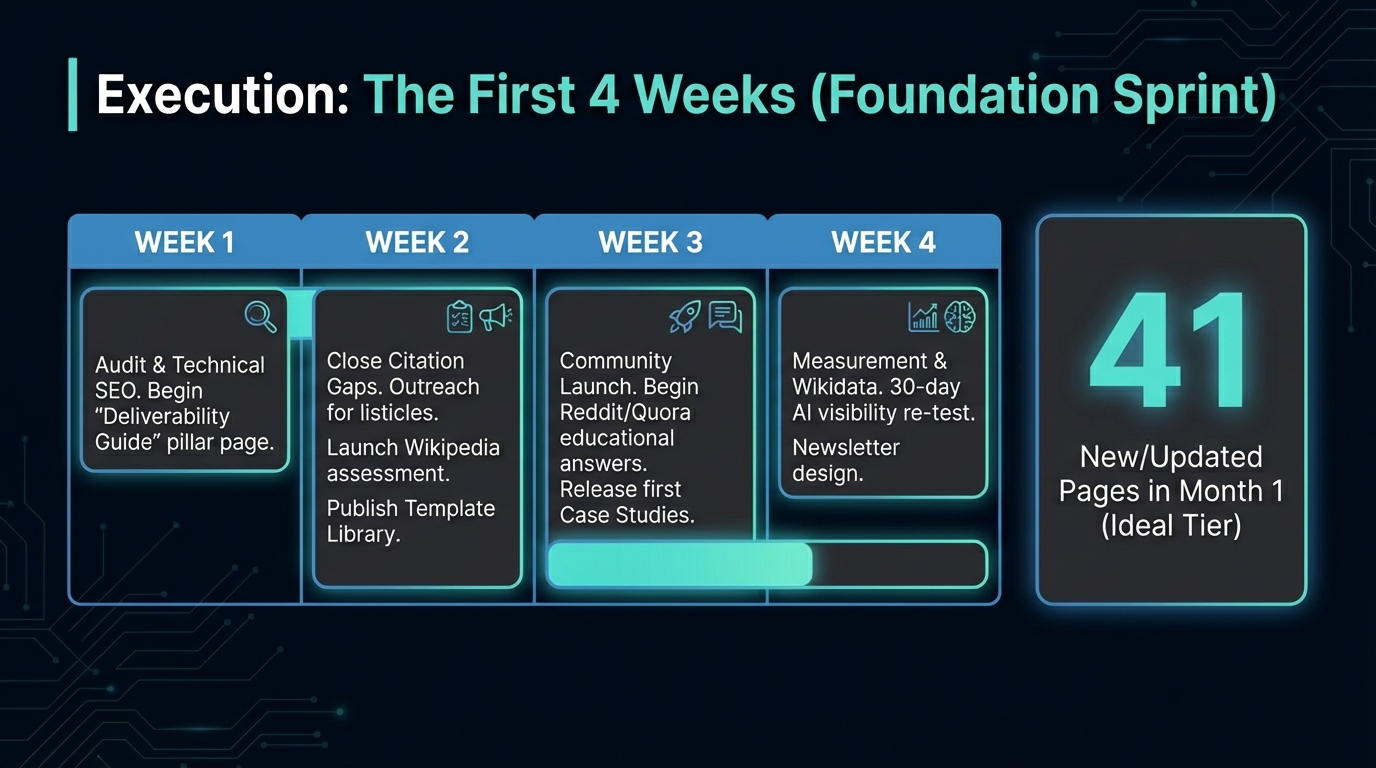 Execution: The First 4 Weeks (Foundation Sprint)
WEEK 1
Audit & Technical
SEO. Begin
“Deliverability
Guide” pillar page.
WEEK 2
Close Citation
Gaps. Outreach
for listicles.
Launch Wikipedia
assessment.
Publish Template
Library.
WEEK 3
Community
Launch. Begin
Reddit/Quora
educational
answers.
Release first
Case Studies.
WEEK 4
Measurement &
Wikidata. 30-day
AI visibility re-test.
Newsletter
design.
41
New/Updated
Pages in Month 1
(Ideal Tier)